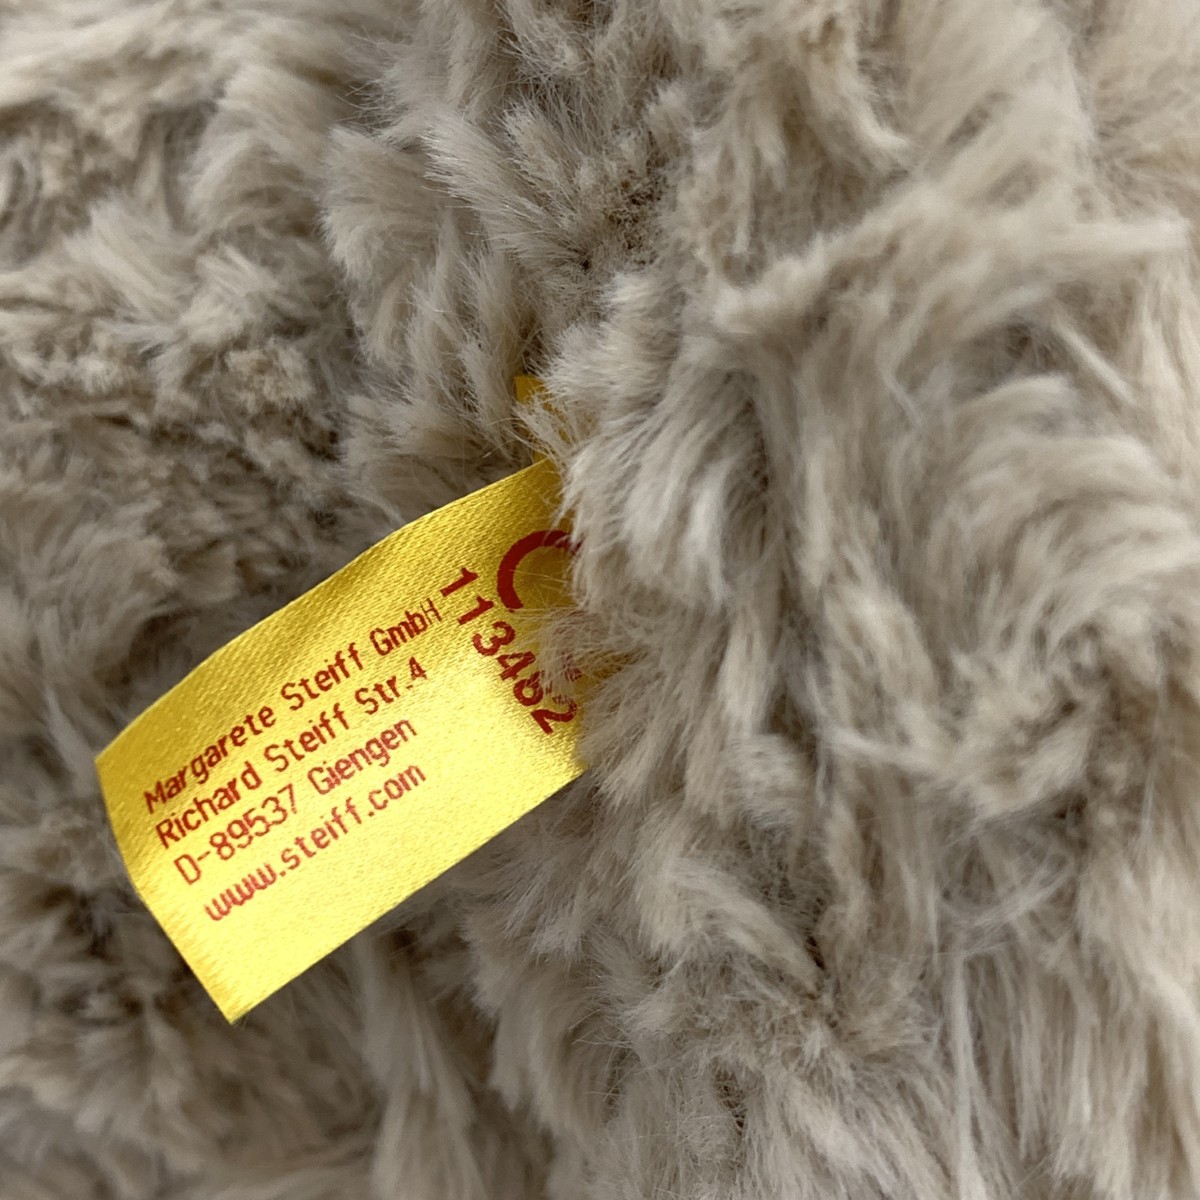 Margarete Steiff GmbH
Richard Steiff Str.4
D-89537 Giengen
www.steiff.com
113462